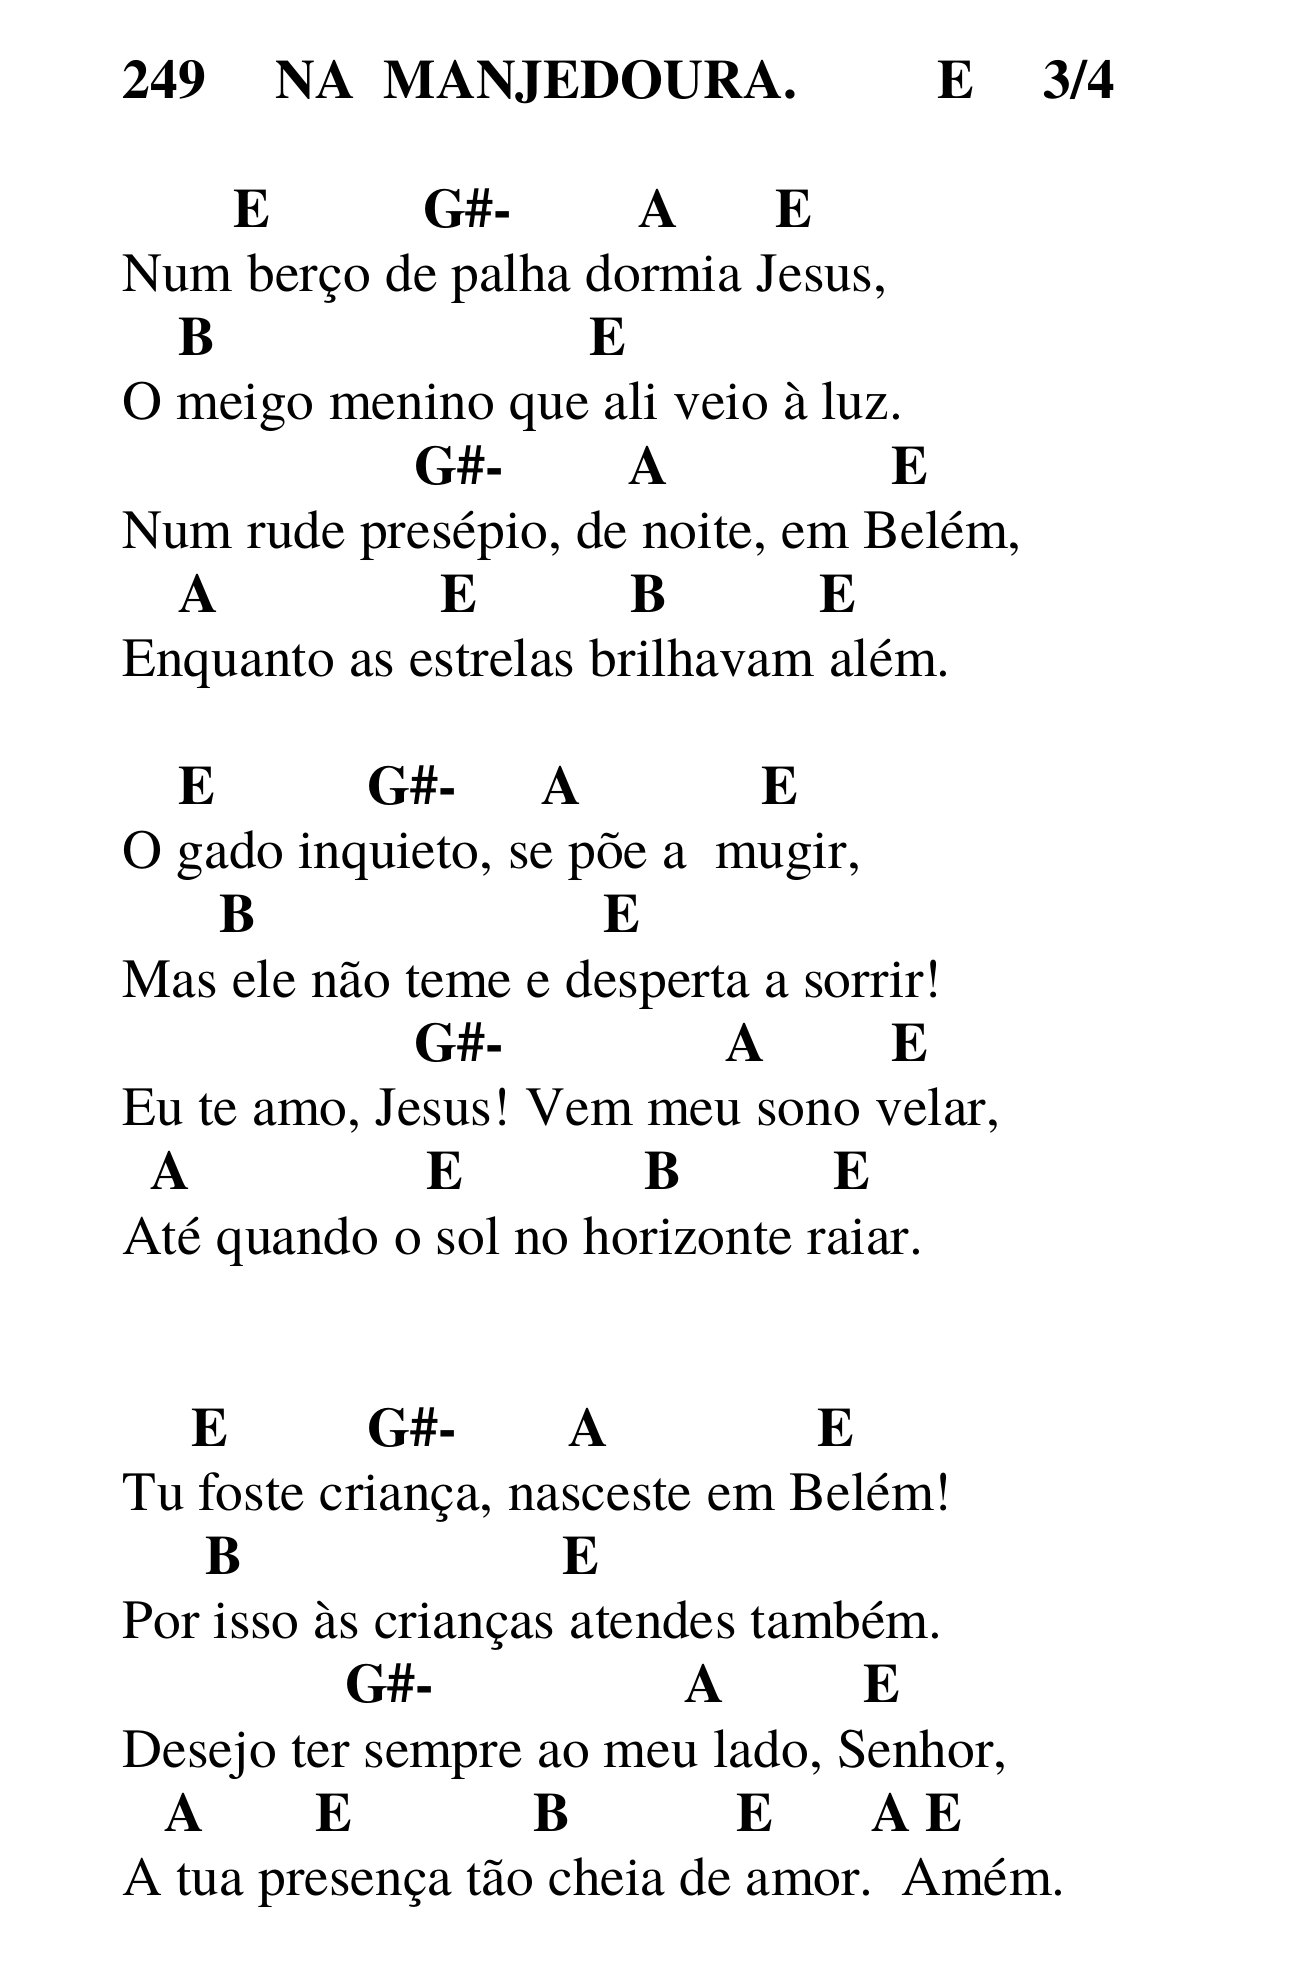 249 NA MANJEDOURA. E 3/4
E G#- A E
Num berço de palha dormia Jesus,
B E
O meigo menino que ali veio à luz.
G#- A E
Num rude presépio, de noite, em Belém,
A E B E
Enquanto as estrelas brilhavam além.
E G#- A E
O gado inquieto, se põe a mugir,
B E
Mas ele não teme e desperta a sorrir!
G#- A E
Eu te amo, Jesus! Vem meu sono velar,
A E B E
Até quando o sol no horizonte raiar.
E G#- A E
Tu foste criança, nasceste em Belém!
B E
Por isso às crianças atendes também.
G#- A E
Desejo ter sempre ao meu lado, Senhor,
A E B E A E
A tua presença tão cheia de amor. Amém.